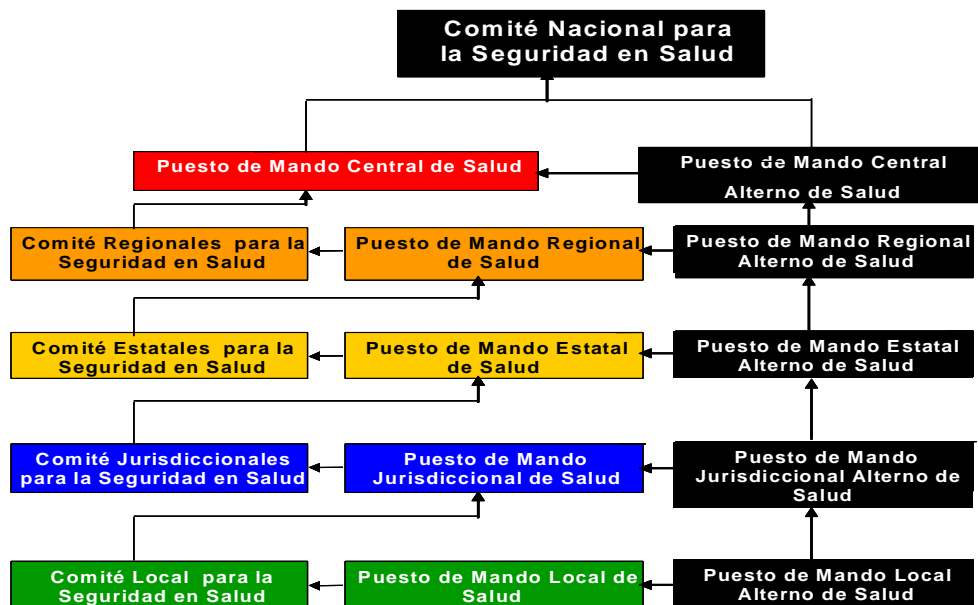 Comité Nacional para
la Seguridad en Salud
Puesto de Mando Central de Salud
Puesto de Mando Central
Alterno de Salud
Comité Regionales para la
Seguridad en Salud
Puesto de Mando Regional
de Salud
Puesto de Mando Regional
Alterno de Salud
Comité Estatales para la
Seguridad en Salud
Puesto de Mando Estatal
de Salud
Puesto de Mando Estatal
Alterno de Salud
Comité Jurisdiccionales
para la Seguridad en Salud
Puesto de Mando
Jurisdiccional de Salud
Puesto de Mando
Jurisdiccional Alterno de
Salud
Comité Local para la
Seguridad en Salud
Puesto de Mando Local de
Salud
Puesto de Mando Local
Alterno de Salud